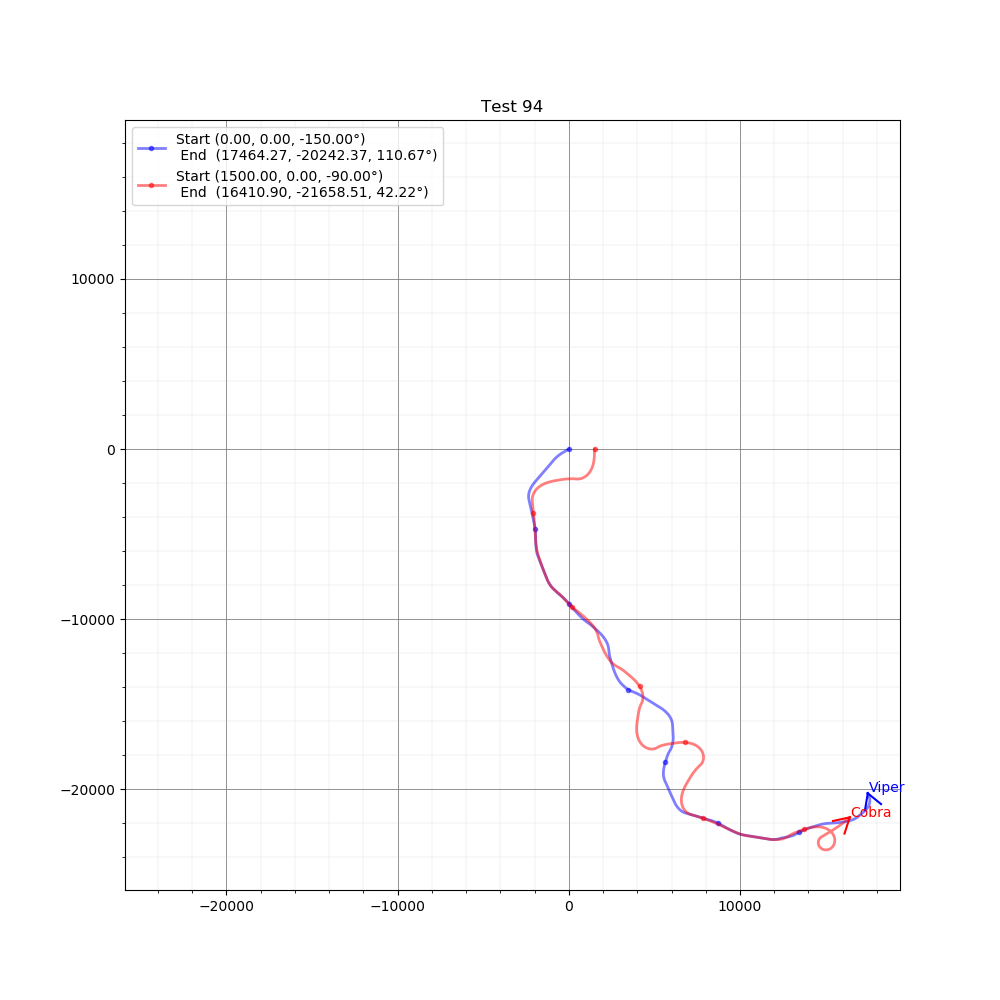 Test 94
Start (0.00, 0.00, -150.00°)
End  (17464.27, -20242.37, 110.67°)
Start (1500.00, 0.00, -90.00°)
End  (16410.90, -21658.51, 42.22°)
10000
0
−10000
−20000
Viper
Cobra
−20000 −10000 0 10000